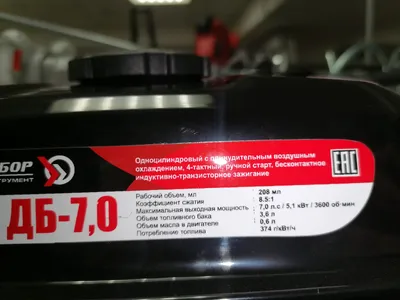 БОР
СТРУМЕНТ
ДБ-7,0
Одноцилиндровый с принудительным воздушным
охлаждением, 4-тактный, ручной старт, бесконтактное
индуктивно-транзисторное зажигание
EAC
Рабочий объем, мл 208 мл
Коэффициент сжатия 8.5:1
Максимальная выходная мощность 7,0 л.с / 5,1 кВт / 3600 об-мин
Объем топливного бака 3,6 л
Объем масла в двигателе 0,6 л
Потребление топлива 374 г/кВт/ч